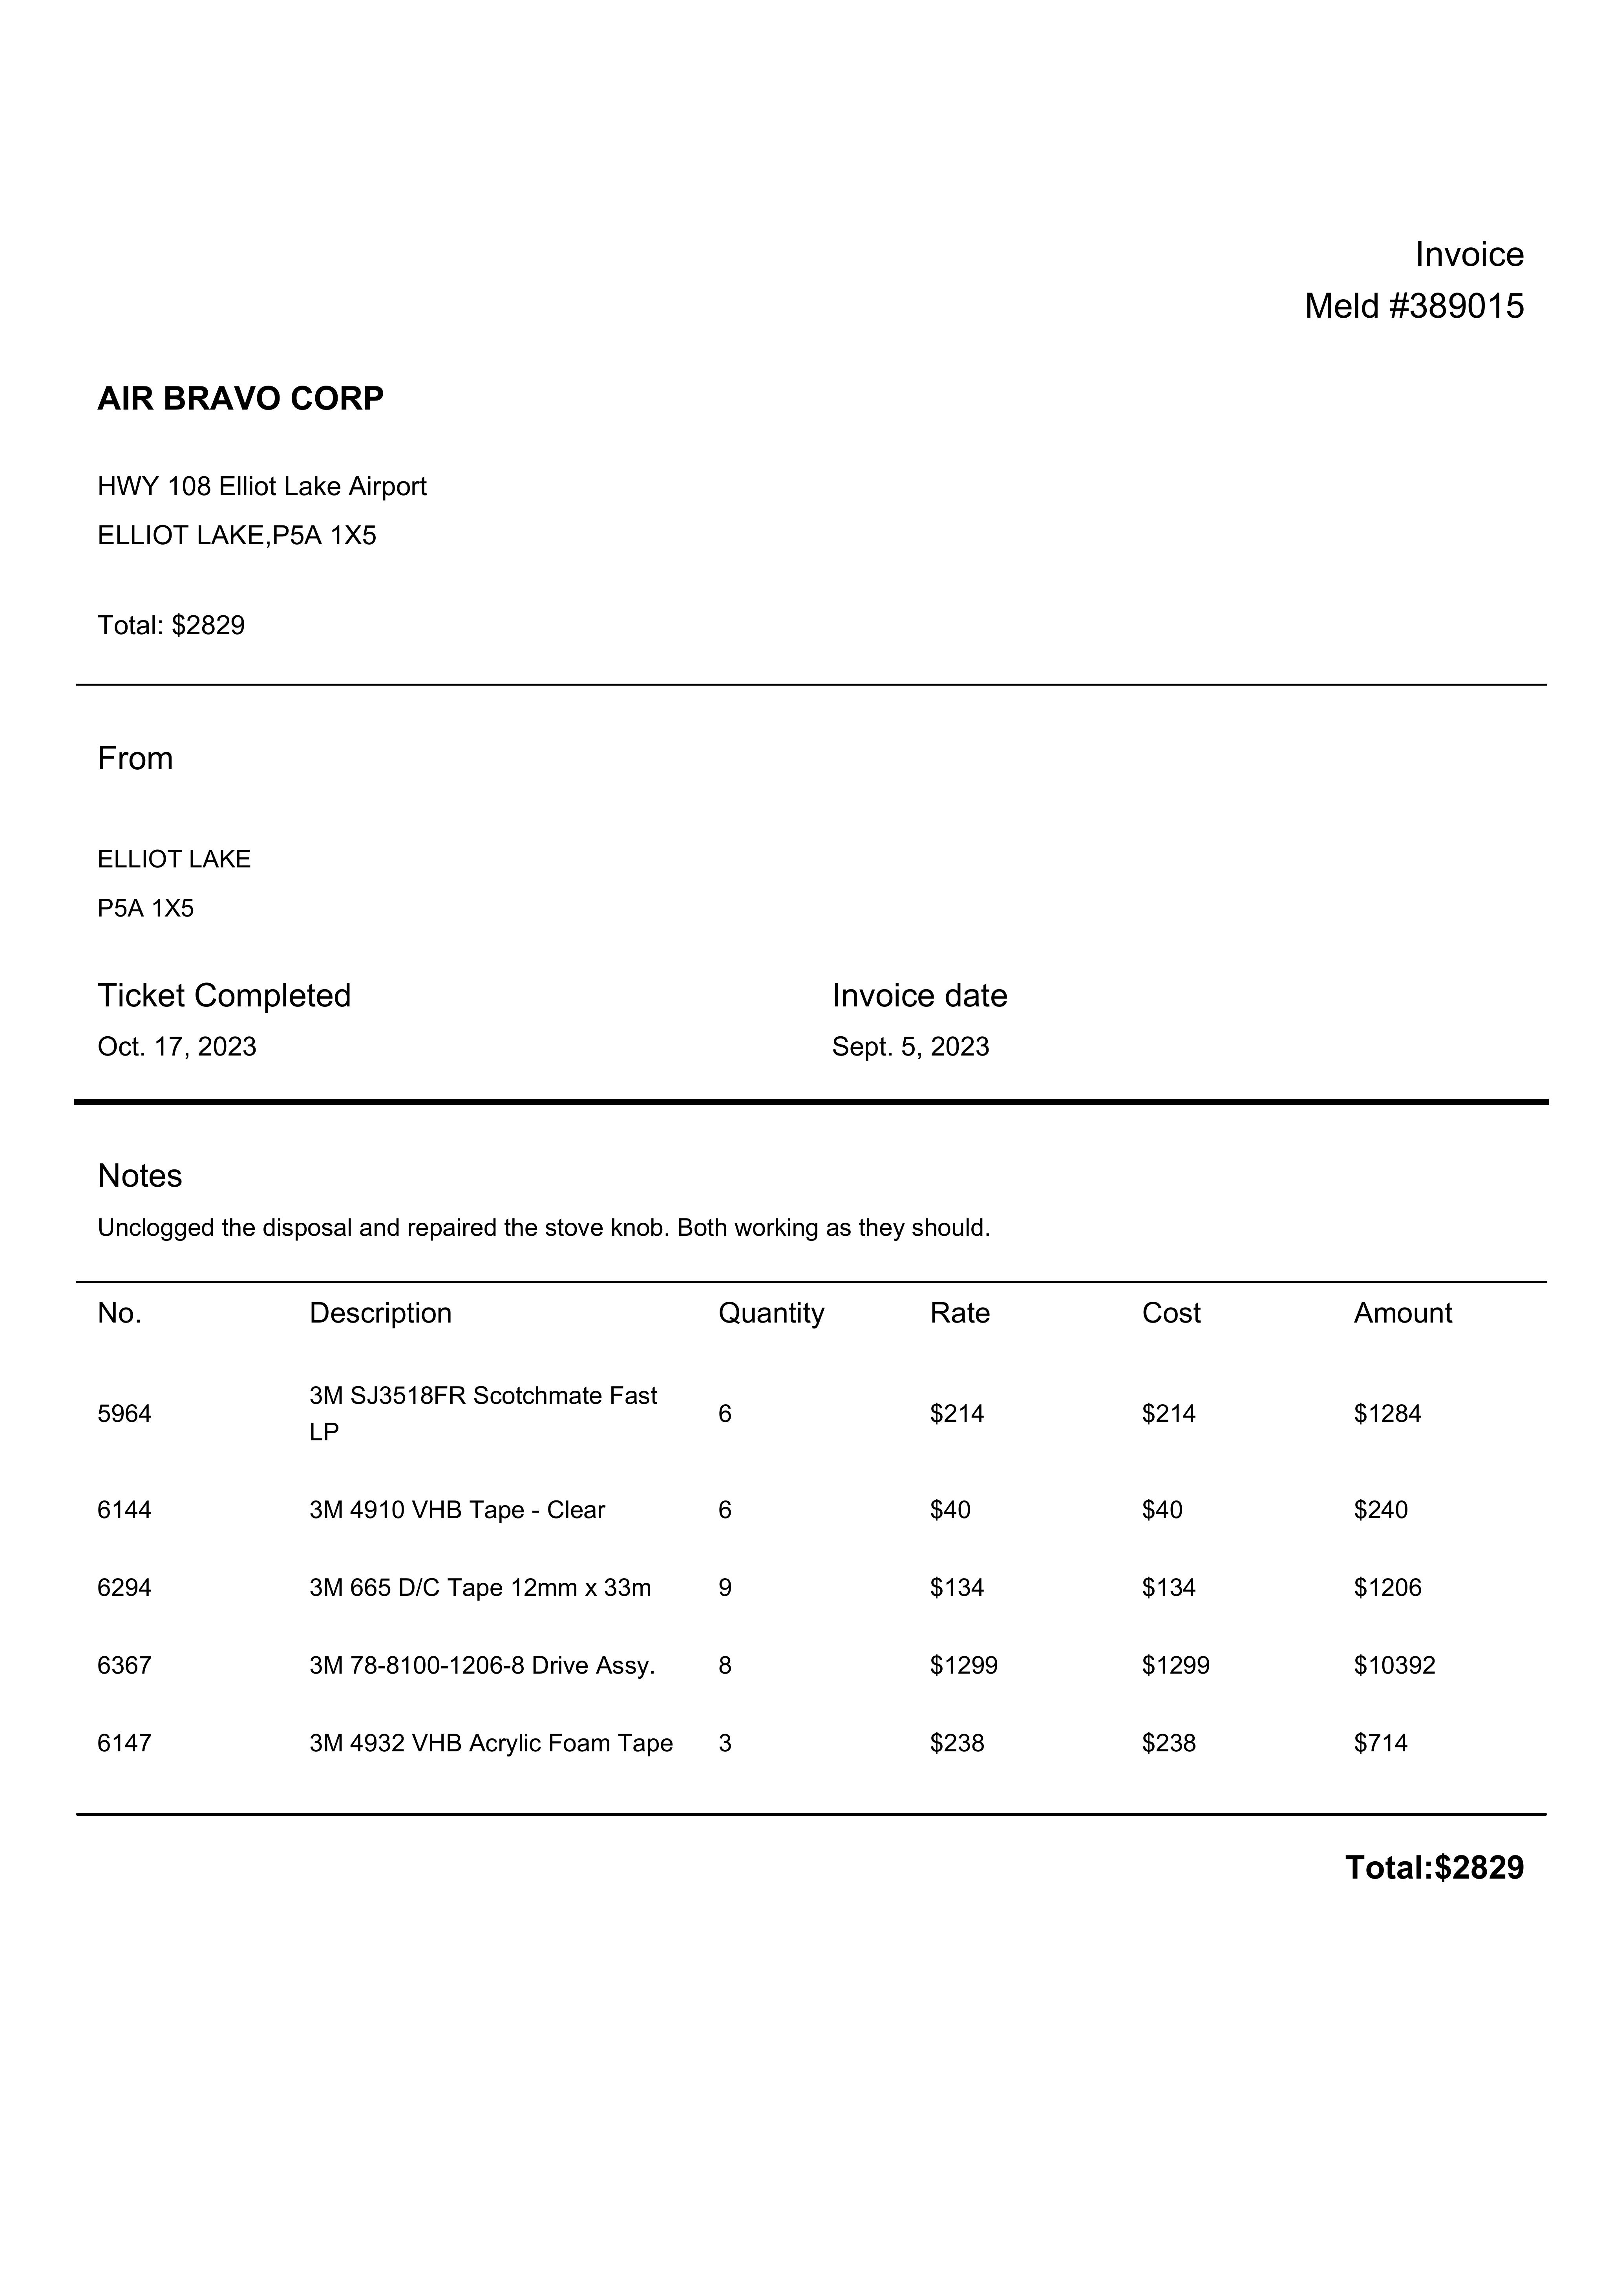 Invoice
Meld #389015
AIR BRAVO CORP
HWY 108 Elliot Lake Airport
ELLIOT LAKE,P5A 1X5
Total: $2829
From
ELLIOT LAKE
P5A 1X5
Ticket Completed Invoice date
Oct. 17, 2023 Sept. 5, 2023
Notes
Unclogged the disposal and repaired the stove knob. Both working as they should.
No. Description Quantity Rate Cost Amount
5964 3M SJ3518FR Scotchmate Fast LP 6 $214 $214 $1284
6144 3M 4910 VHB Tape - Clear 6 $40 $40 $240
6294 3M 665 D/C Tape 12mm x 33m 9 $134 $134 $1206
6367 3M 78-8100-1206-8 Drive Assy. 8 $1299 $1299 $10392
6147 3M 4932 VHB Acrylic Foam Tape 3 $238 $238 $714
Total:$2829